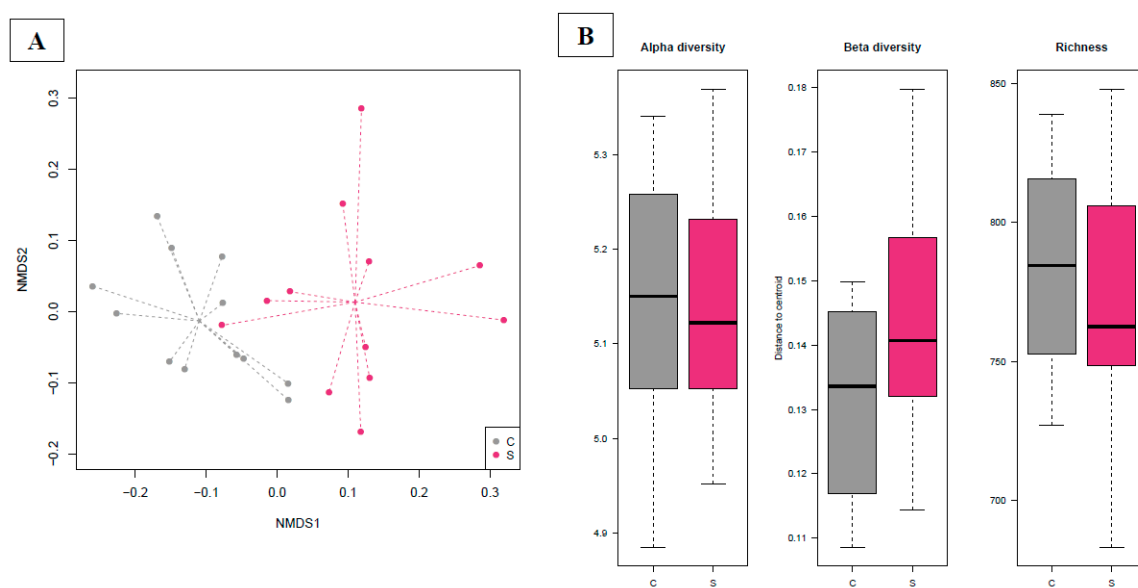 A
NMDS2
0.3
0.2
0.1
0.0
−0.1
−0.2
−0.2
−0.1
0.0
0.1
0.2
0.3
NMDS1
C
S
B
Alpha diversity
5.3
5.2
5.1
5.0
4.9
C
S
Beta diversity
Distance to centroid
0.18
0.17
0.16
0.15
0.14
0.13
0.12
0.11
C
S
Richness
850
800
750
700
C
S